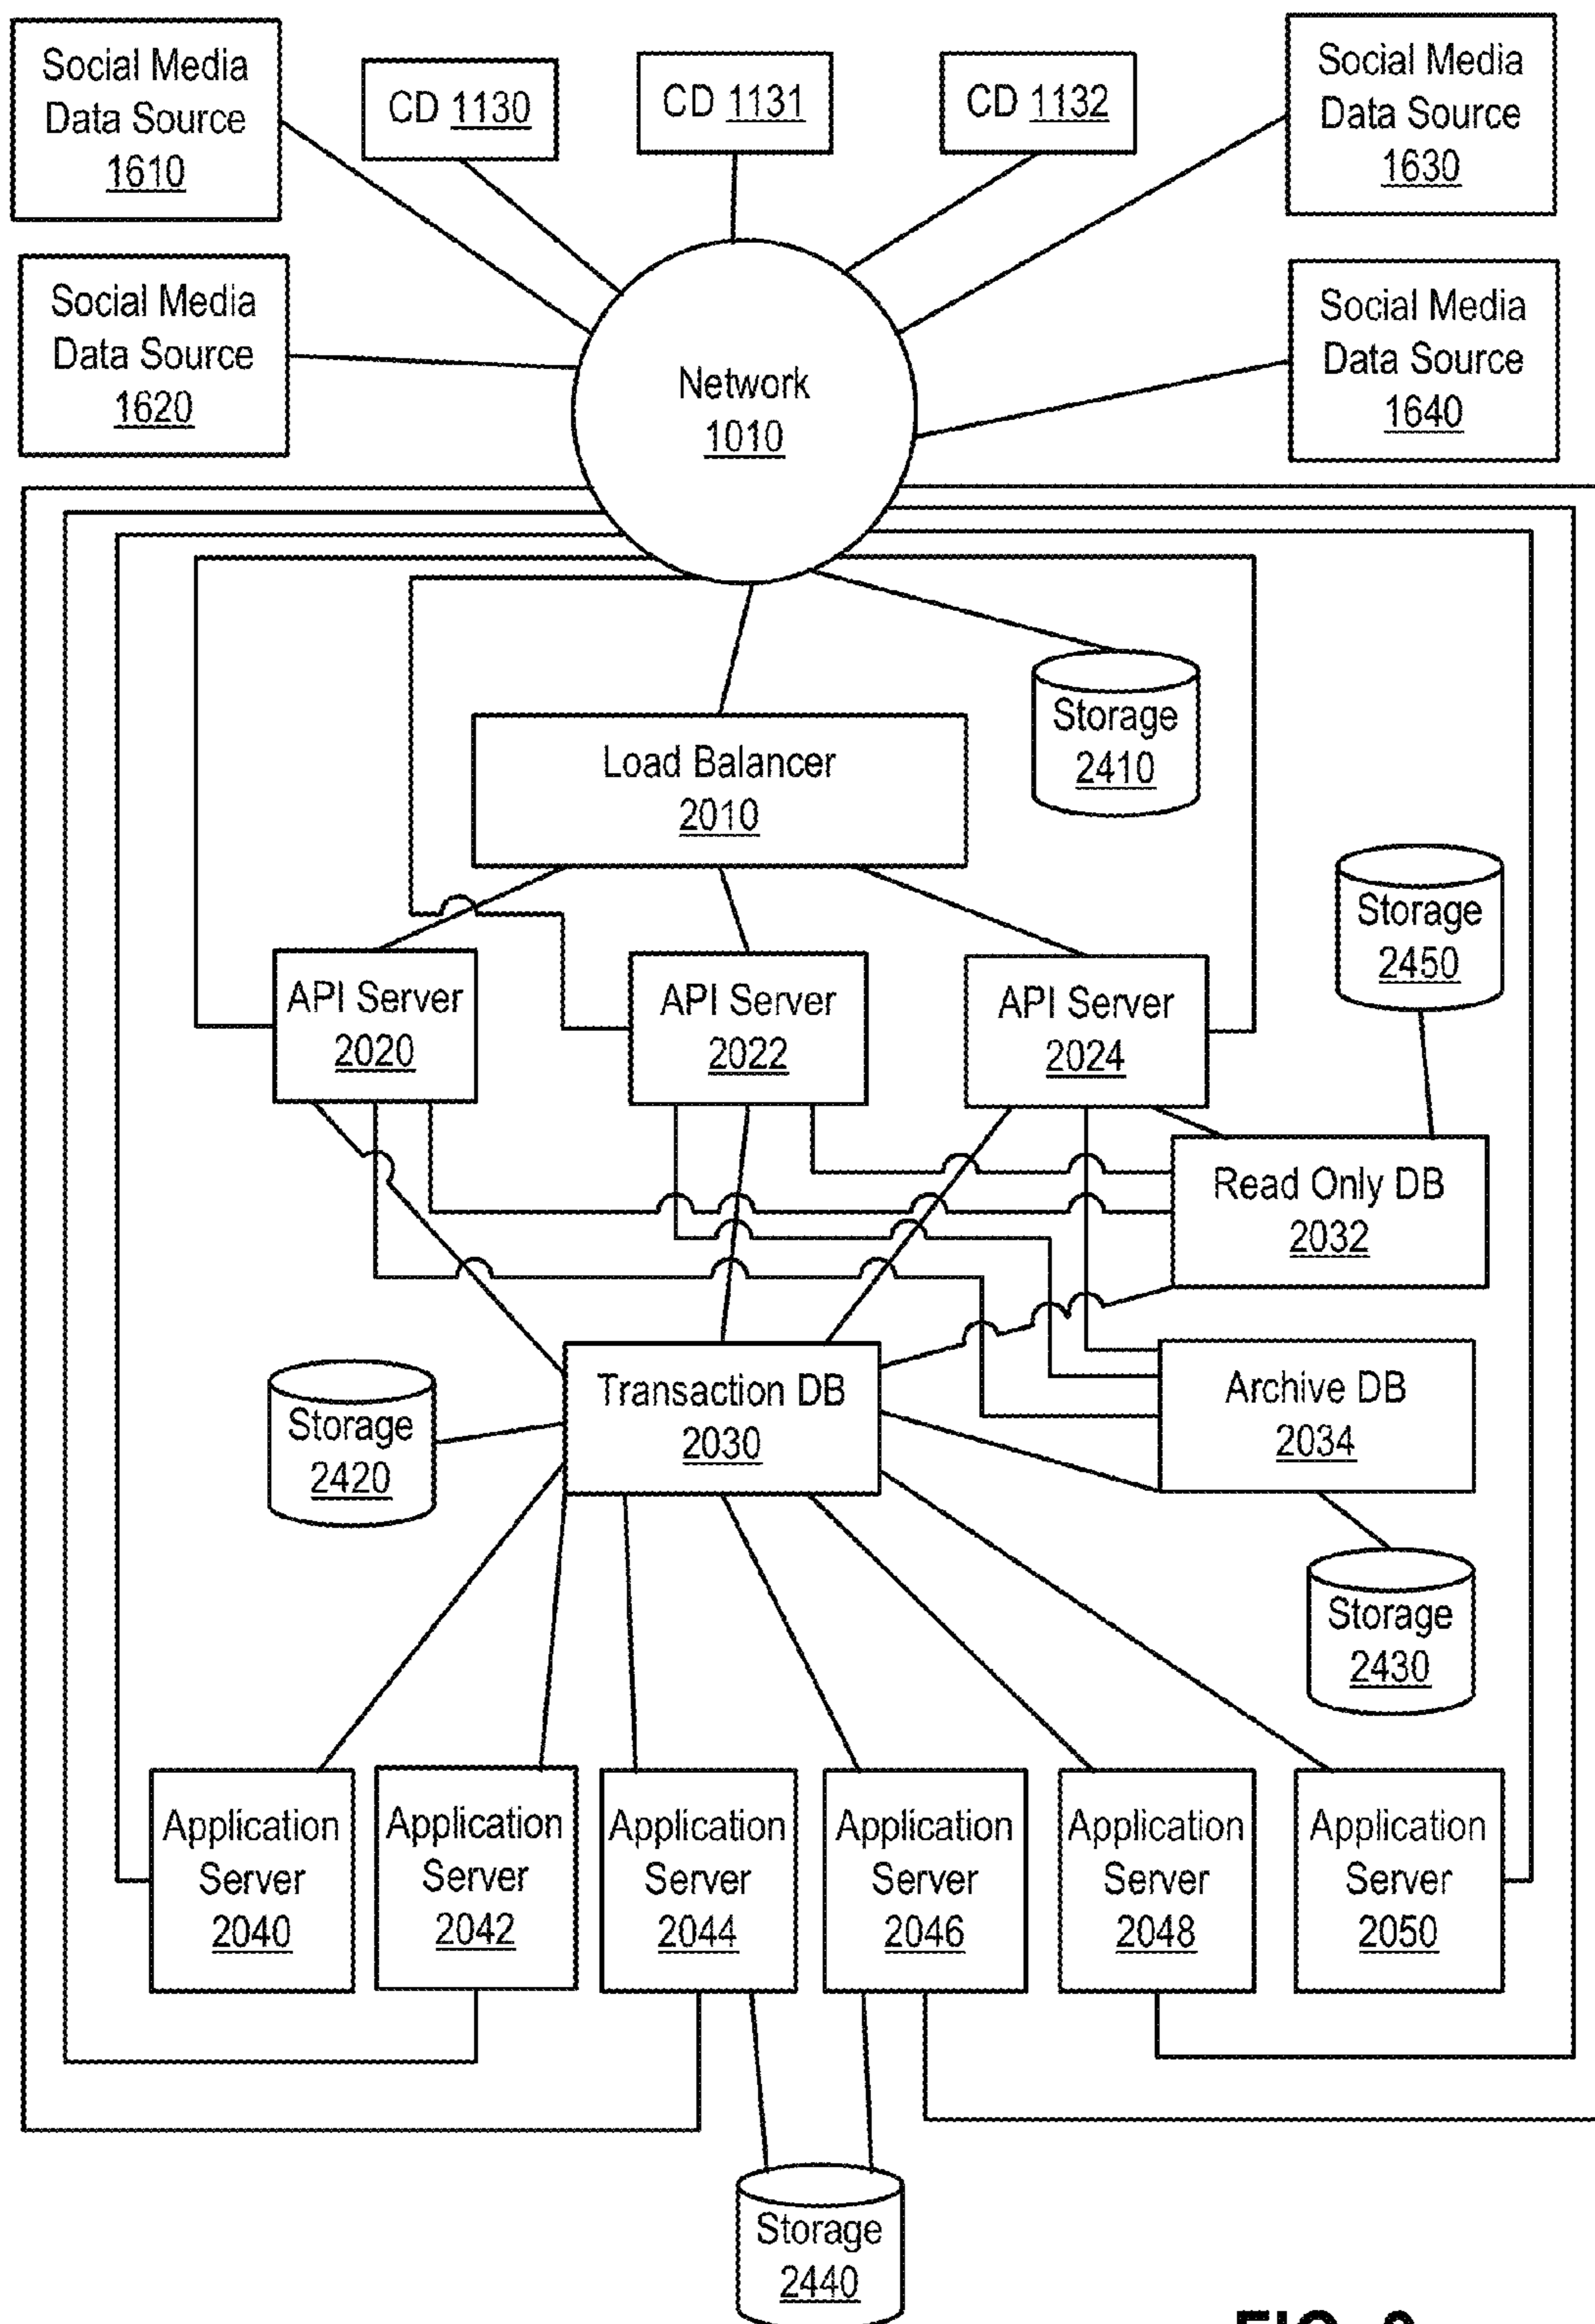 Social Media
Data Source
1610
CD 1130
CD 1131
CD 1132
Social Media
Data Source
1630
Social Media
Data Source
1620
Network
1010
Social Media
Data Source
1640
Load Balancer
2010
Storage
2410
Storage
2450
API Server
2020
API Server
2022
API Server
2024
Read Only DB
2032
Transaction DB
2030
Archive DB
2034
Storage
2420
Storage
2430
Application
Server
2040
Application
Server
2042
Application
Server
2044
Application
Server
2046
Application
Server
2048
Application
Server
2050
Storage
2440